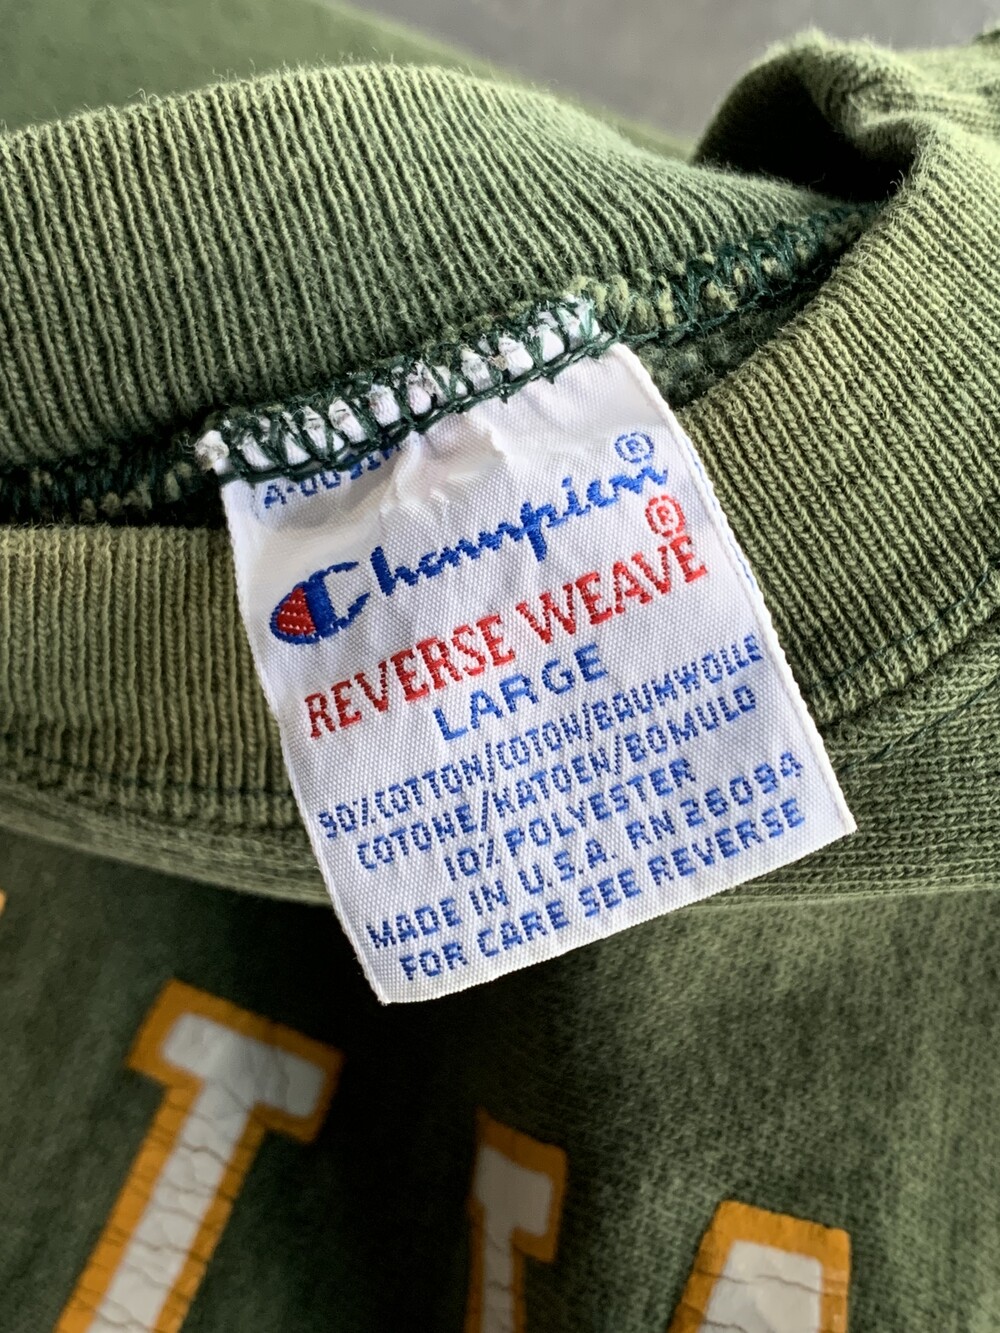 Champion®
REVERSE WEAVE®
LARGE
90%COTTON/COTON/BAUMWOLLE
COTONE/KATOEN/BOMULD
10% POLYESTER
MADE IN U.S.A. RN 26094
FOR CARE SEE REVERSE